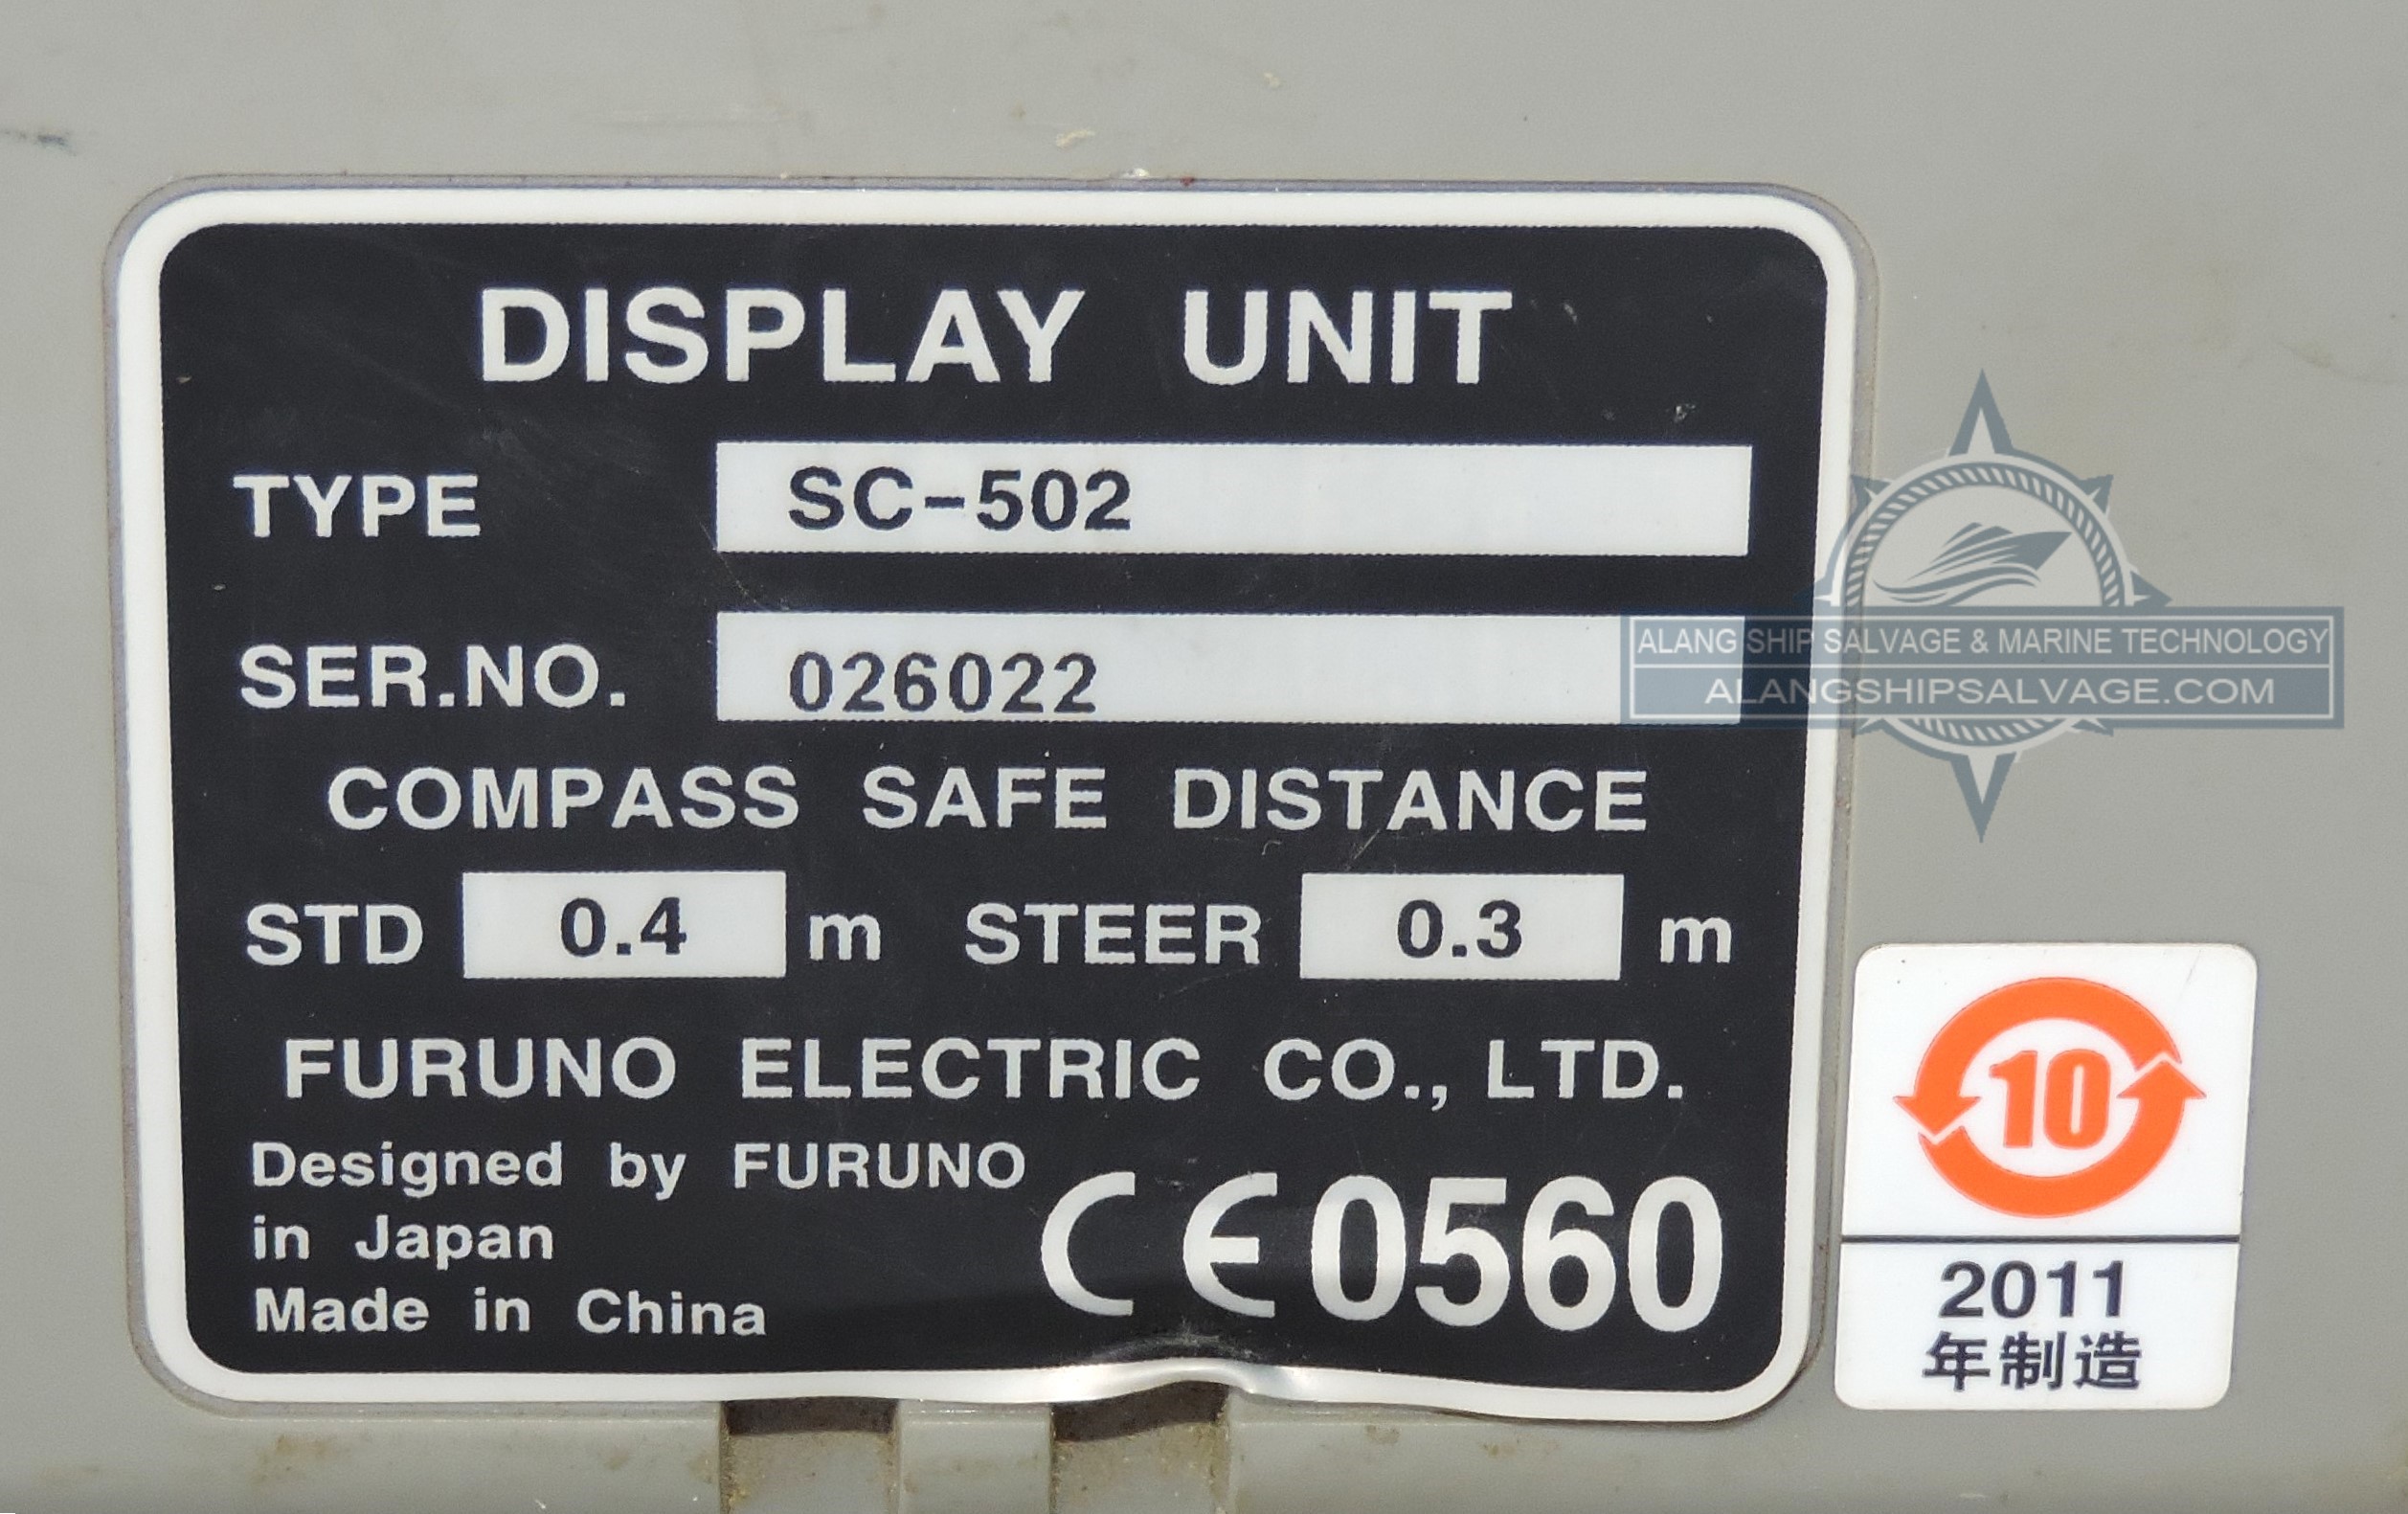 DISPLAY UNIT
TYPE SC-502
SER.NO. 026022
COMPASS SAFE DISTANCE
STD 0.4 m STEER 0.3 m
FURUNO ELECTRIC CO., LTD.
Designed by FURUNO
in Japan
Made in China
CE0560
ALANG SHIP SALVAGE & MARINE TECHNOLOGY
ALANGSHIPSALVAGE.COM
10
2011
年制造